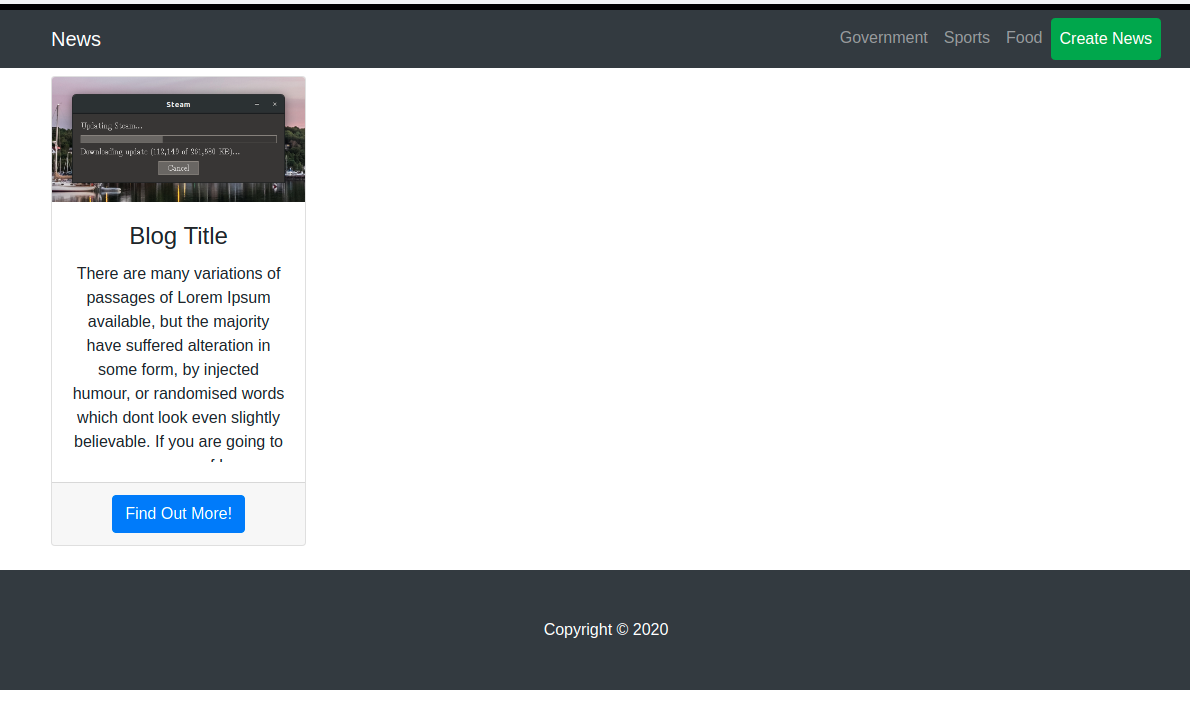 News
Government Sports Food Create News
Steam
Updating Steam...
Downloading update (112,149 of 261,580 KB)...
Cancel
Blog Title
There are many variations of
passages of Lorem Ipsum
available, but the majority
have suffered alteration in
some form, by injected
humour, or randomised words
which dont look even slightly
believable. If you are going to
Find Out More!
Copyright © 2020